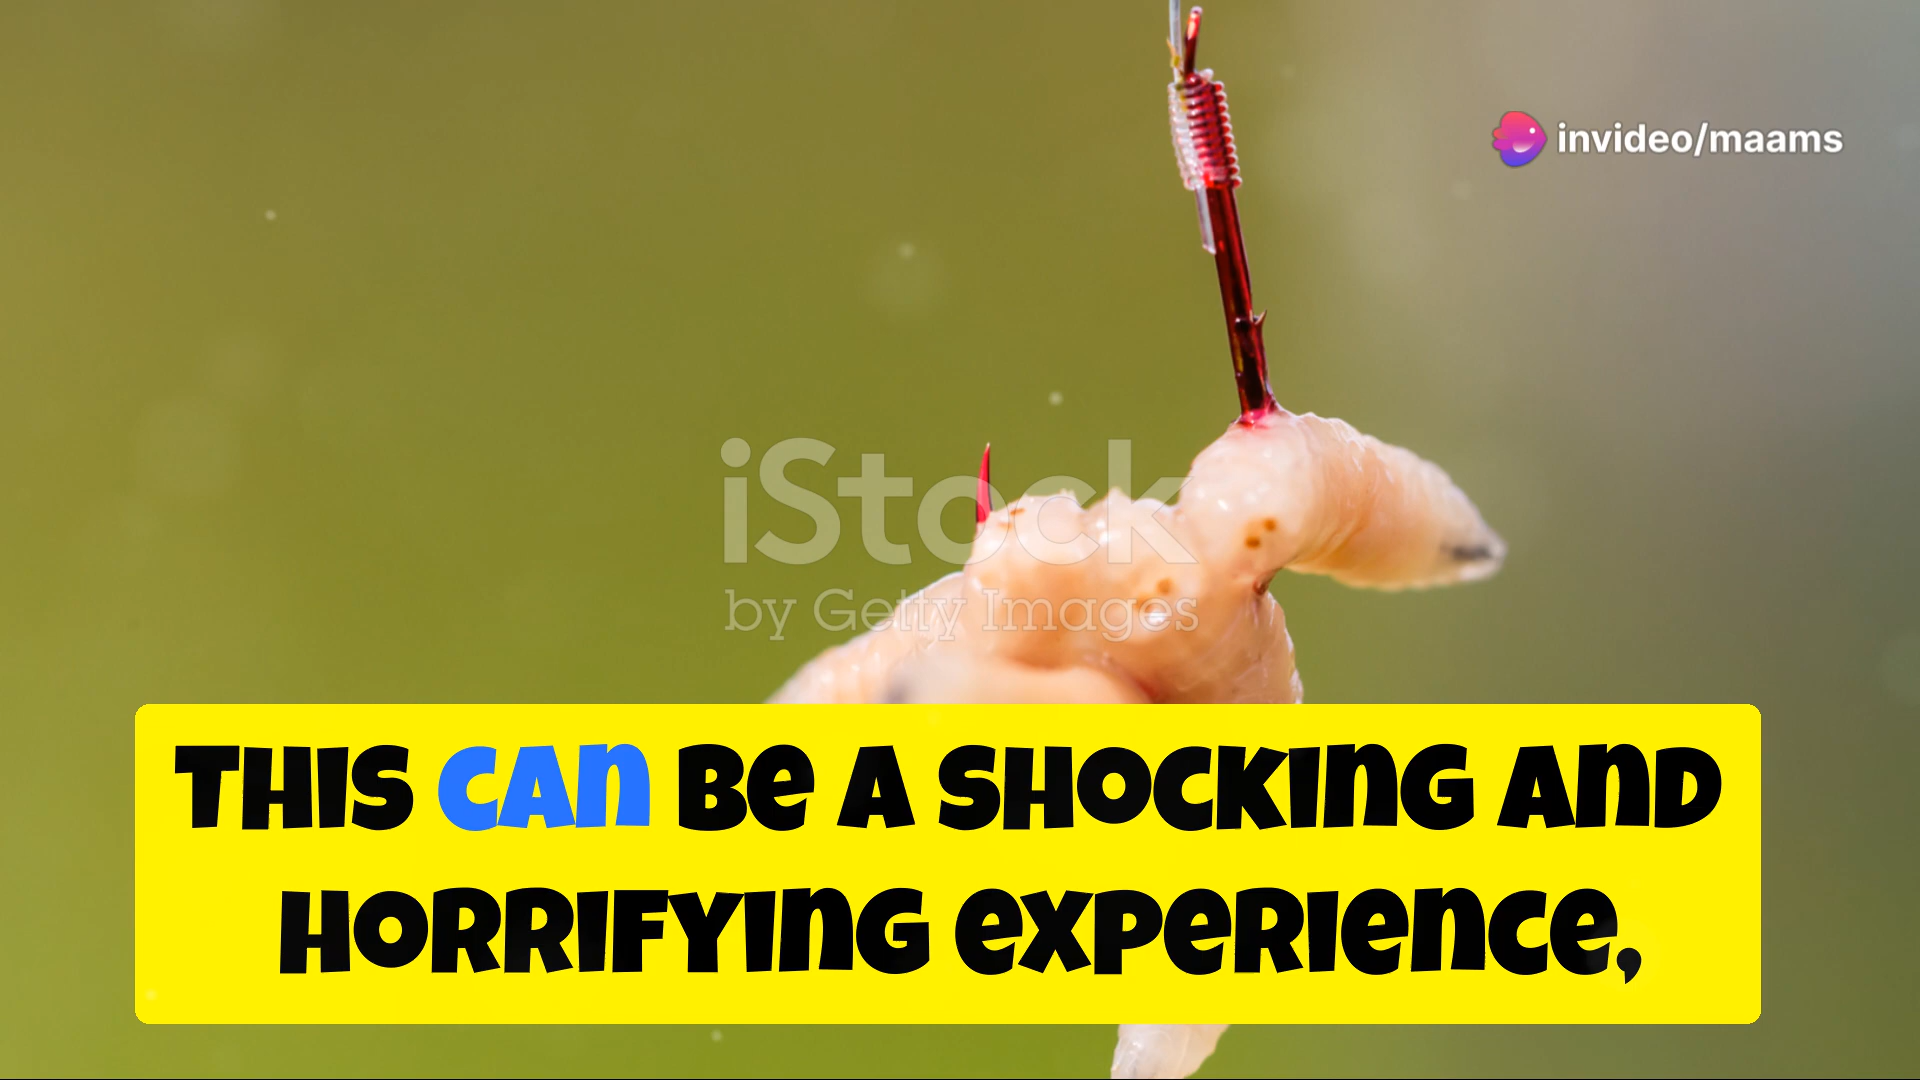 invideo/maams
iStock
by Getty Images
THIS CAN BE A SHOCKING AND
HORRIFYING EXPERIENCE,